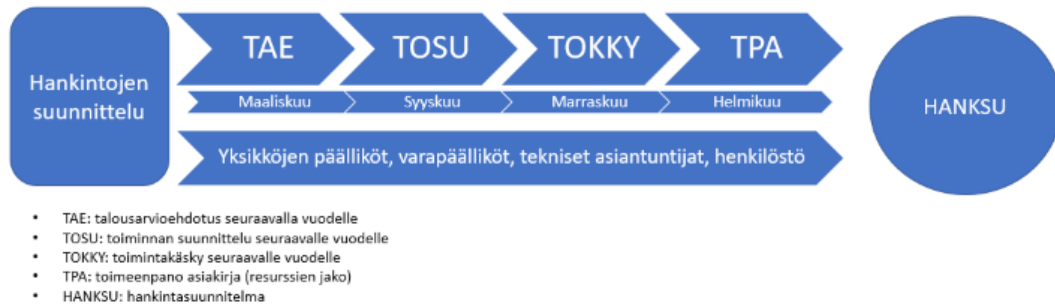 Hankintojen
suunnittelu
TAE
TOSU
TOKKY
TPA
Maaliskuu
Syyskuu
Marraskuu
Helmikuu
Yksikköjen päälliköt, varapäälliköt, tekniset asiantuntijat, henkilöstö
HANKSU
• TAE: talousarvioehdotus seuraavalla vuodelle
• TOSU: toiminnan suunnittelu seuraavalle vuodelle
• TOKKY: toimintakäsky seuraavalle vuodelle
• TPA: toimeenpano asiakirja (resurssien jako)
• HANKSU: hankintasuunnitelma